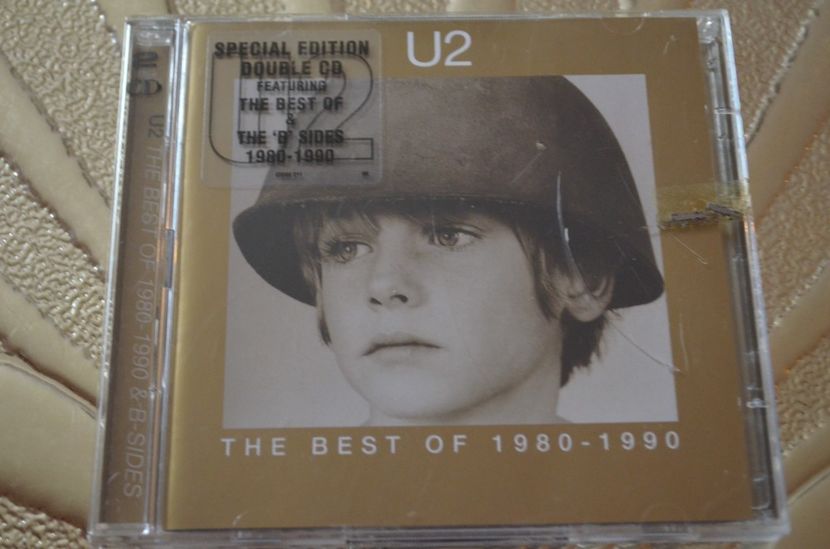 U2
SPECIAL EDITION
DOUBLE CD
FEATURING
THE BEST OF
&
THE 'B' SIDES
1980-1990
U2
THE BEST OF 1980-1990
2
CD
U2 THE BEST OF 1980-1990 & B-SIDES